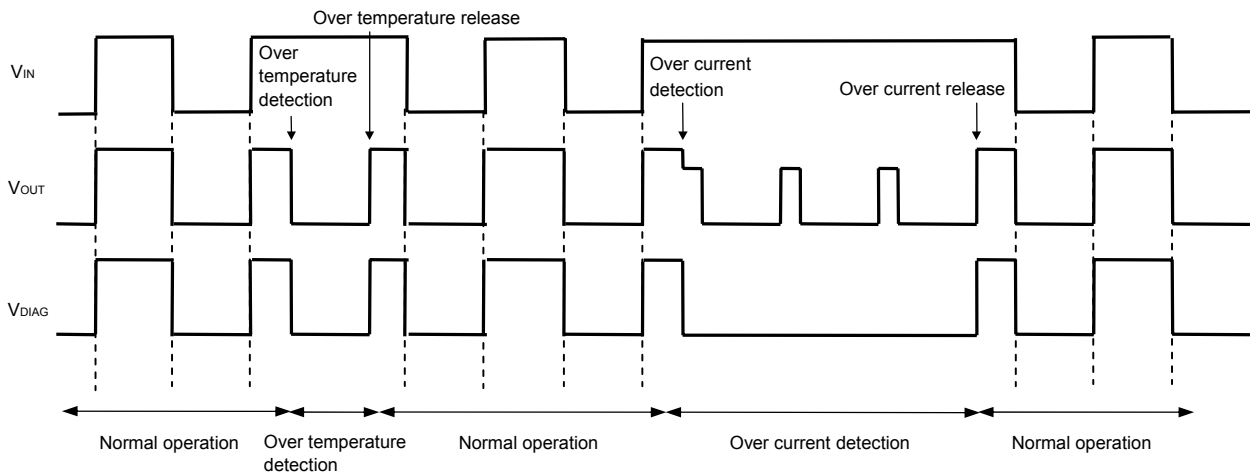 Over temperature release
VIN
Over
temperature
detection
Over current
detection
Over current release
VOUT
VDIAG
Normal operation
Over temperature
detection
Normal operation
Over current detection
Normal operation